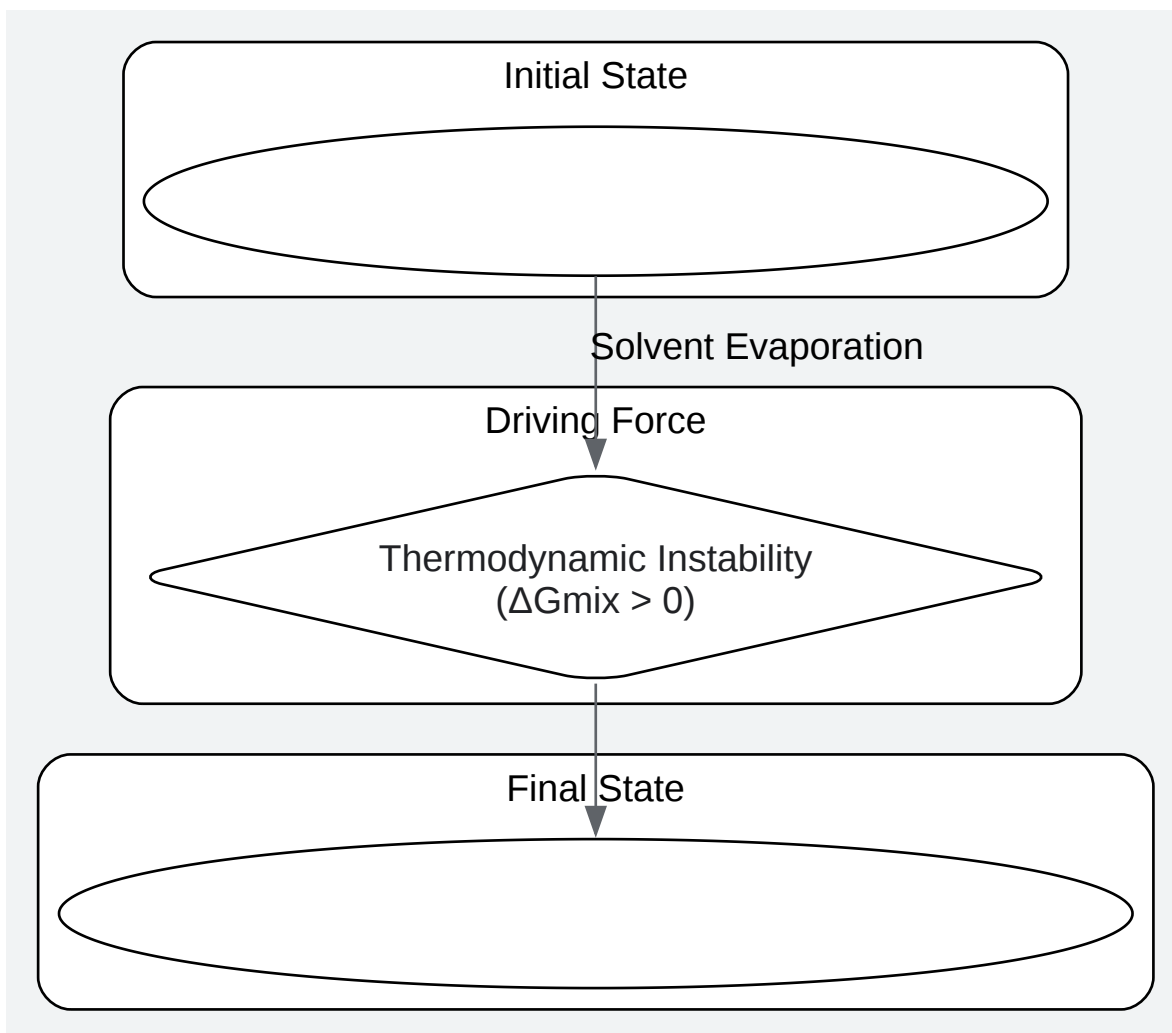 Initial State
Solvent Evaporation
Driving Force
Thermodynamic Instability
(ΔGmix > 0)
Final State